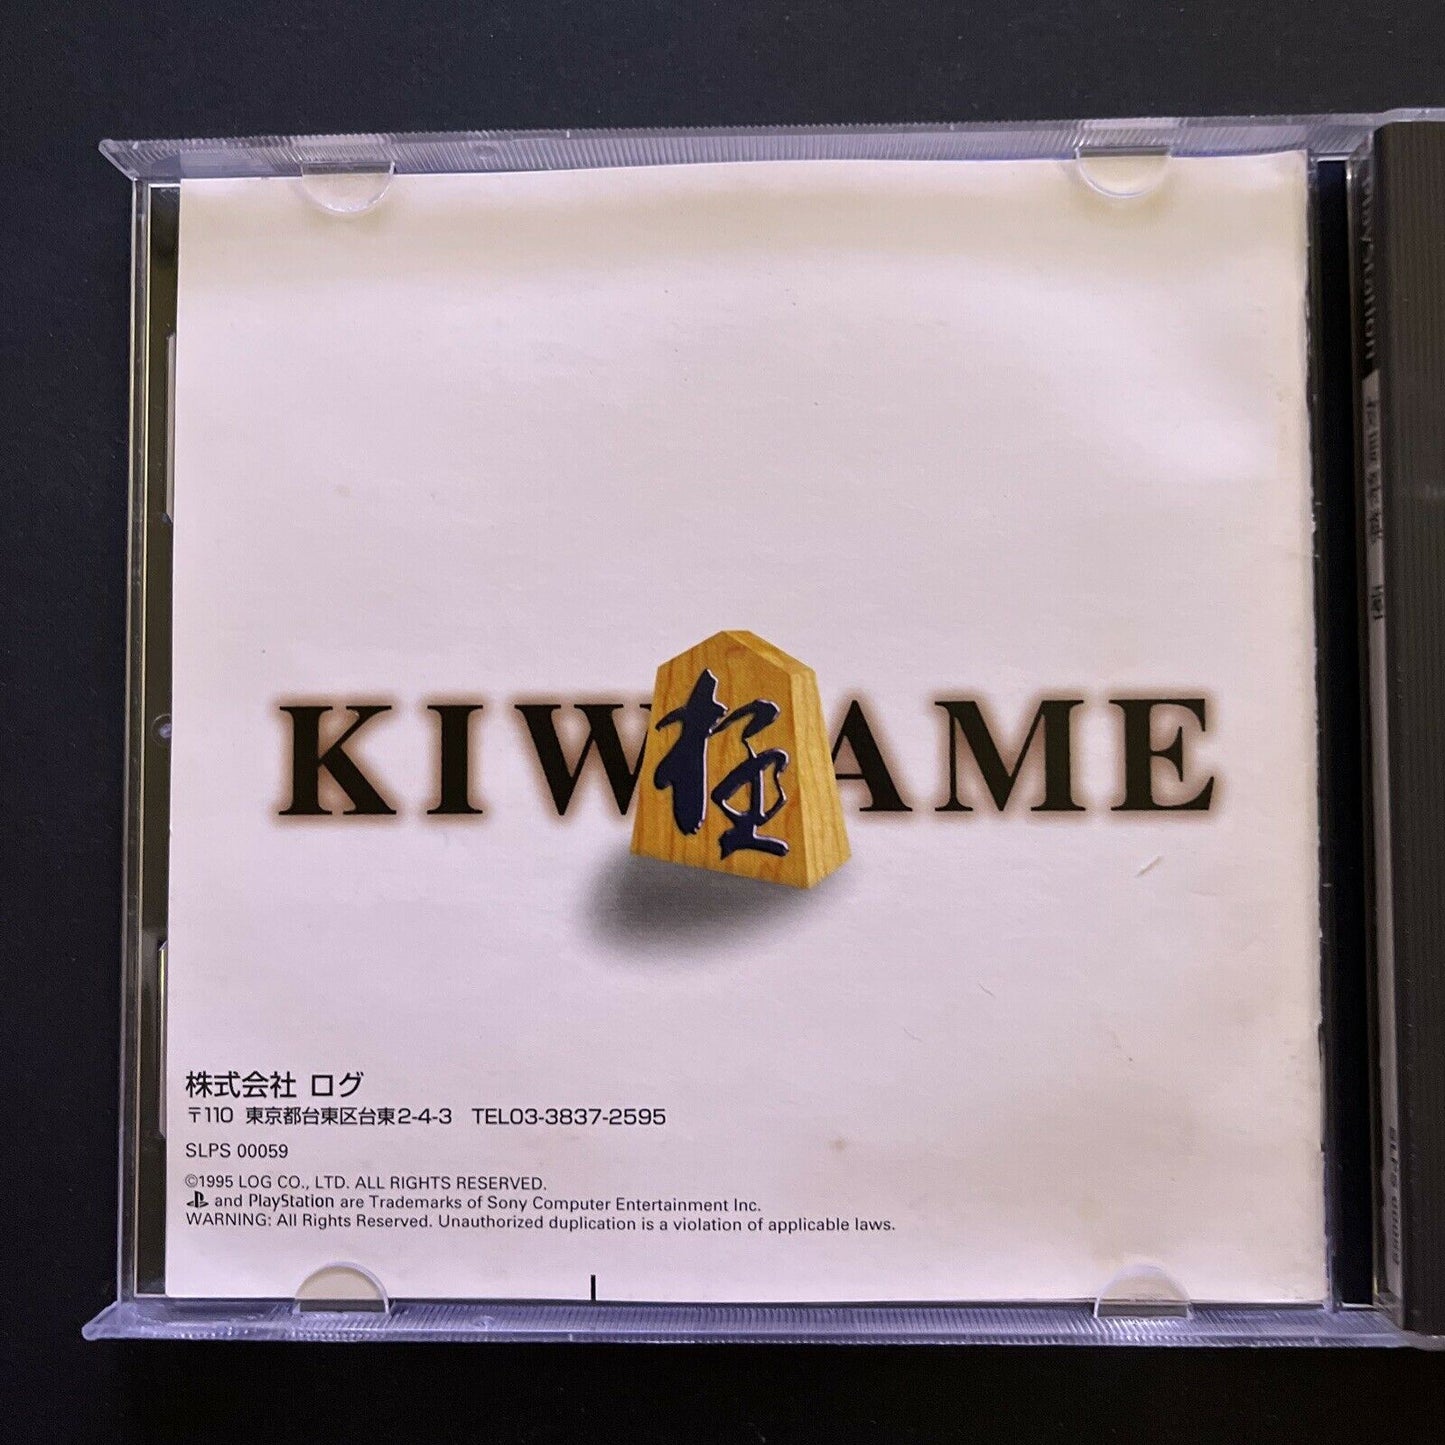 KIW極AME
株式会社 ログ
〒110 東京都台東区台東2-4-3 TEL03-3837-2595
SLPS 00059
©1995 LOG CO., LTD. ALL RIGHTS RESERVED.
and PlayStation are Trademarks of Sony Computer Entertainment Inc.
WARNING: All Rights Reserved. Unauthorized duplication is a violation of applicable laws.
PlayStation